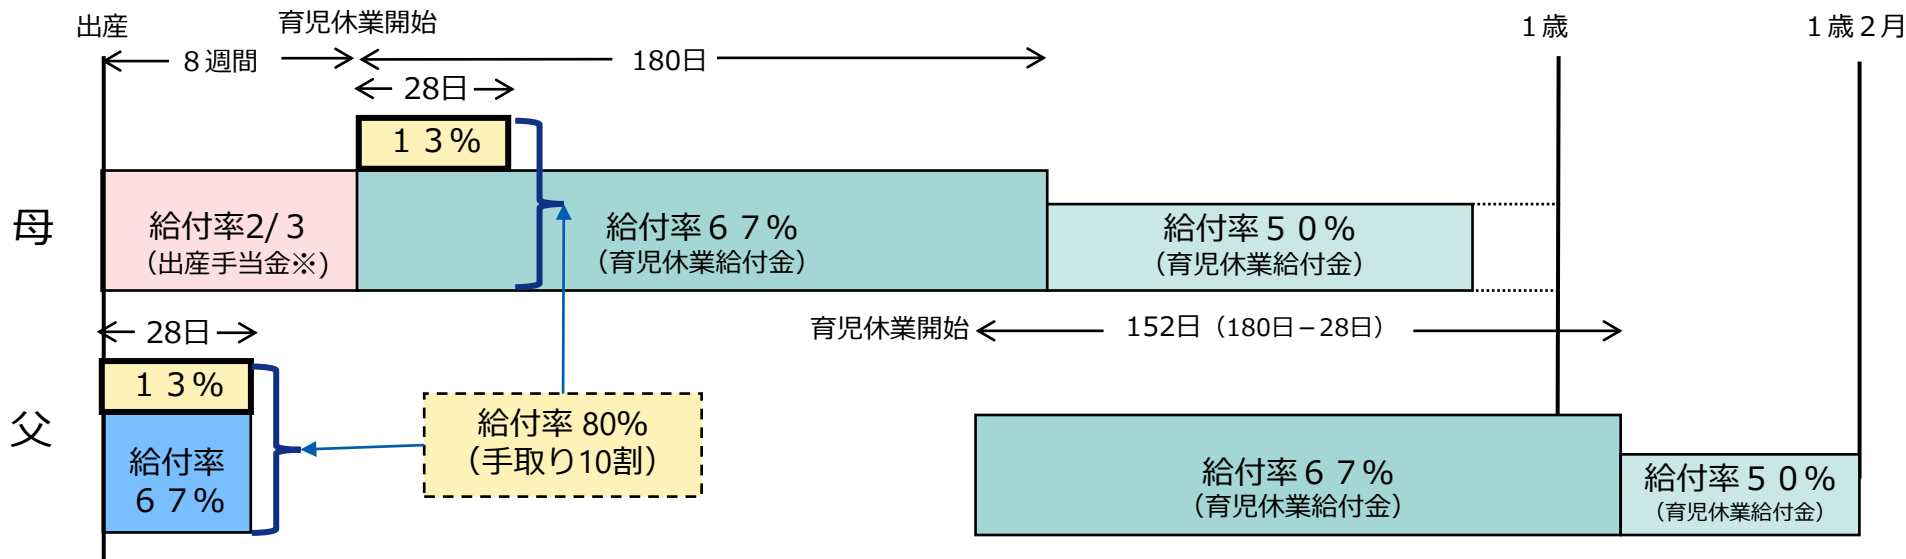 出産
育児休業開始
１歳
１歳２月
８週間
180日
28日
１３％
母
給付率2/３
（出産手当金※）
給付率６７％
（育児休業給付金）
給付率５０％
（育児休業給付金）
28日
育児休業開始
152日（180日－28日）
１３％
父
給付率
６７％
給付率 80%
（手取り10割）
給付率６７％
（育児休業給付金）
給付率５０％
（育児休業給付金）